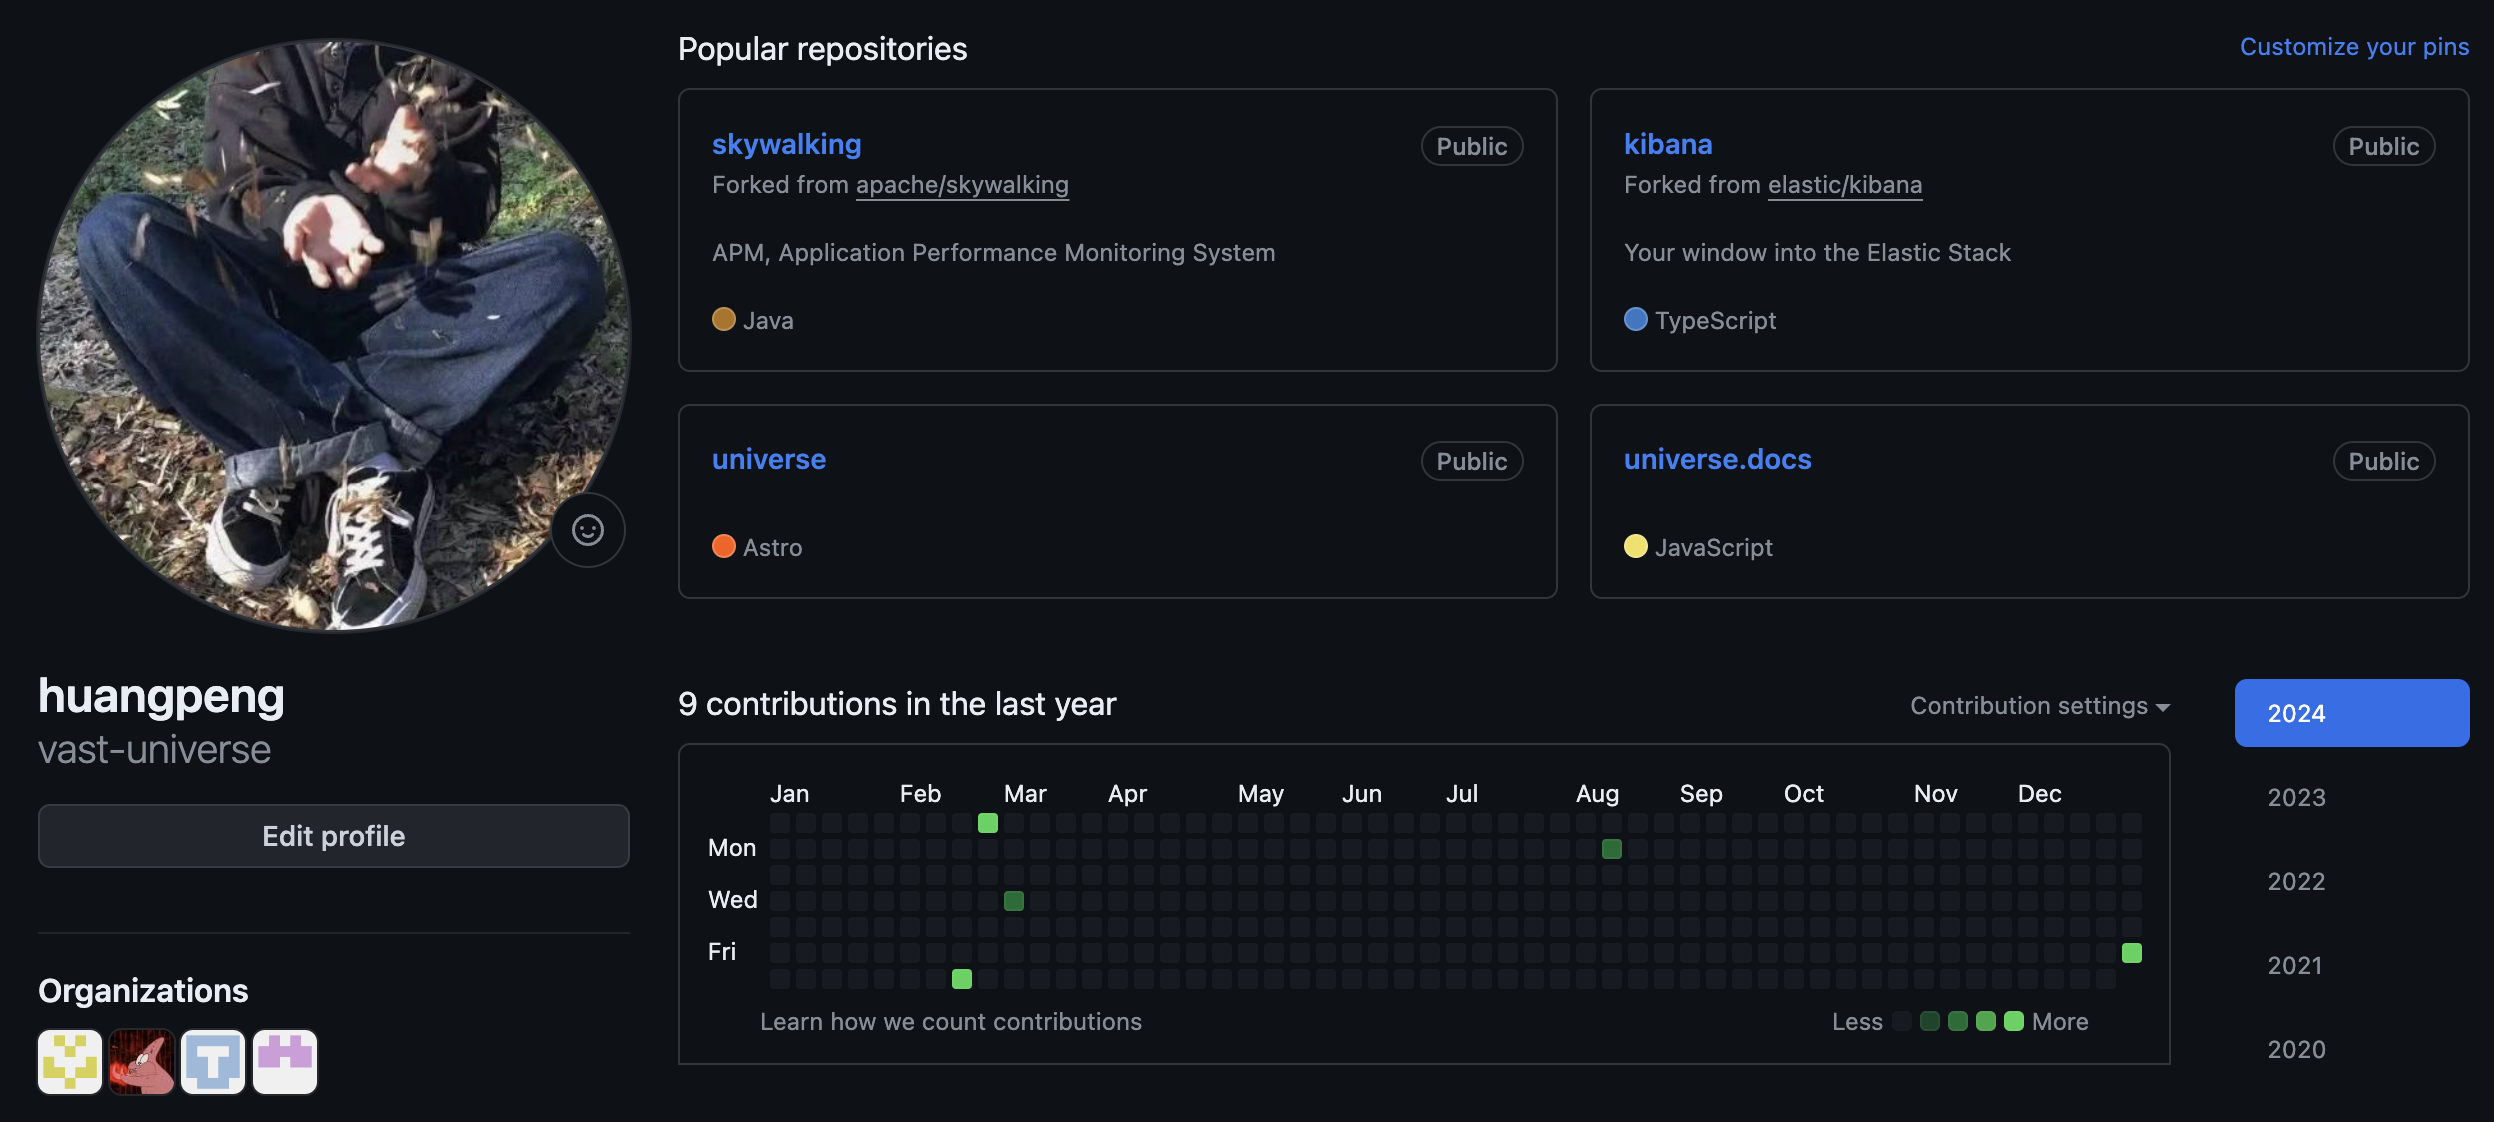 Popular repositories
Customize your pins
skywalking
Public
Forked from apache/skywalking
APM, Application Performance Monitoring System
Java
kibana
Public
Forked from elastic/kibana
Your window into the Elastic Stack
TypeScript
universe
Public
Astro
universe.docs
Public
JavaScript
huangpeng
vast-universe
Edit profile
Organizations
9 contributions in the last year
Contribution settings
Jan Feb Mar Apr May Jun Jul Aug Sep Oct Nov Dec
Mon
Wed
Fri
Learn how we count contributions
Less More
2024
2023
2022
2021
2020